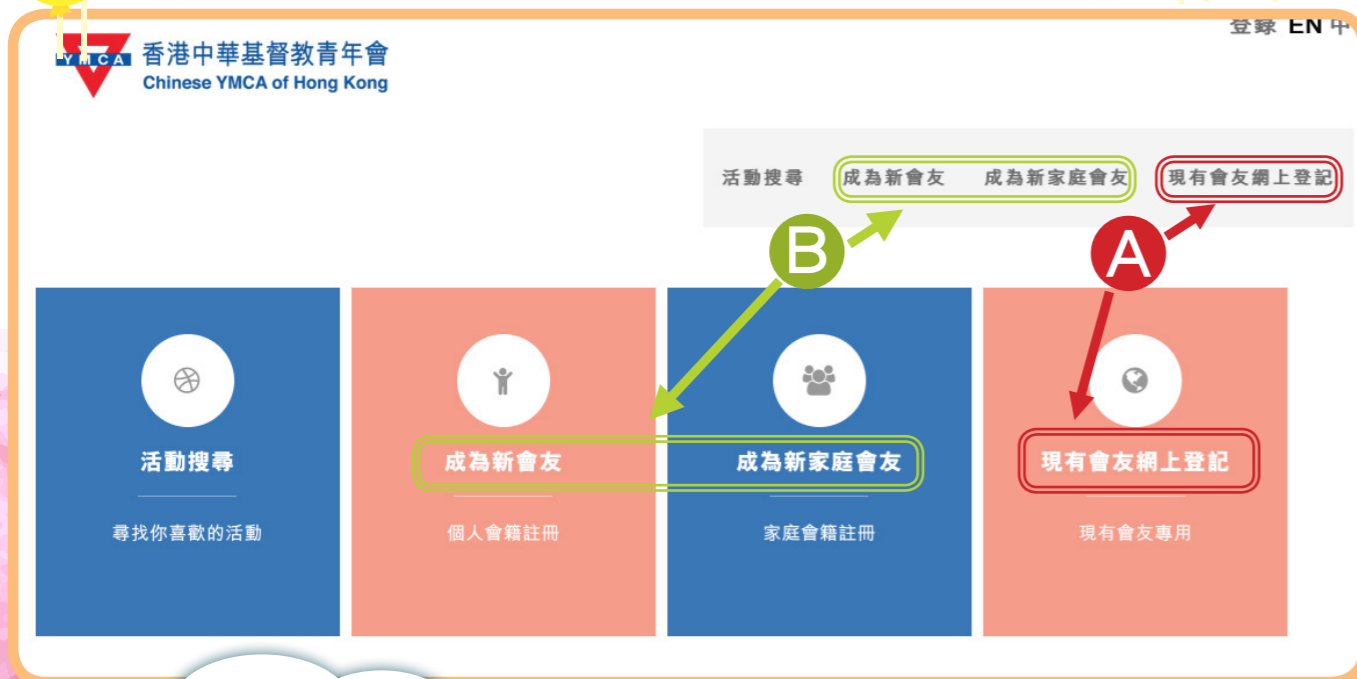 登錄 EN 中
YMCA 香港中華基督教青年會
Chinese YMCA of Hong Kong
活動搜尋 成為新會友 成為新家庭會友 現有會友網上登記
B A
活動搜尋 成為新會友 成為新家庭會友 現有會友網上登記
尋找你喜歡的活動 個人會籍註冊 家庭會籍註冊 現有會友專用